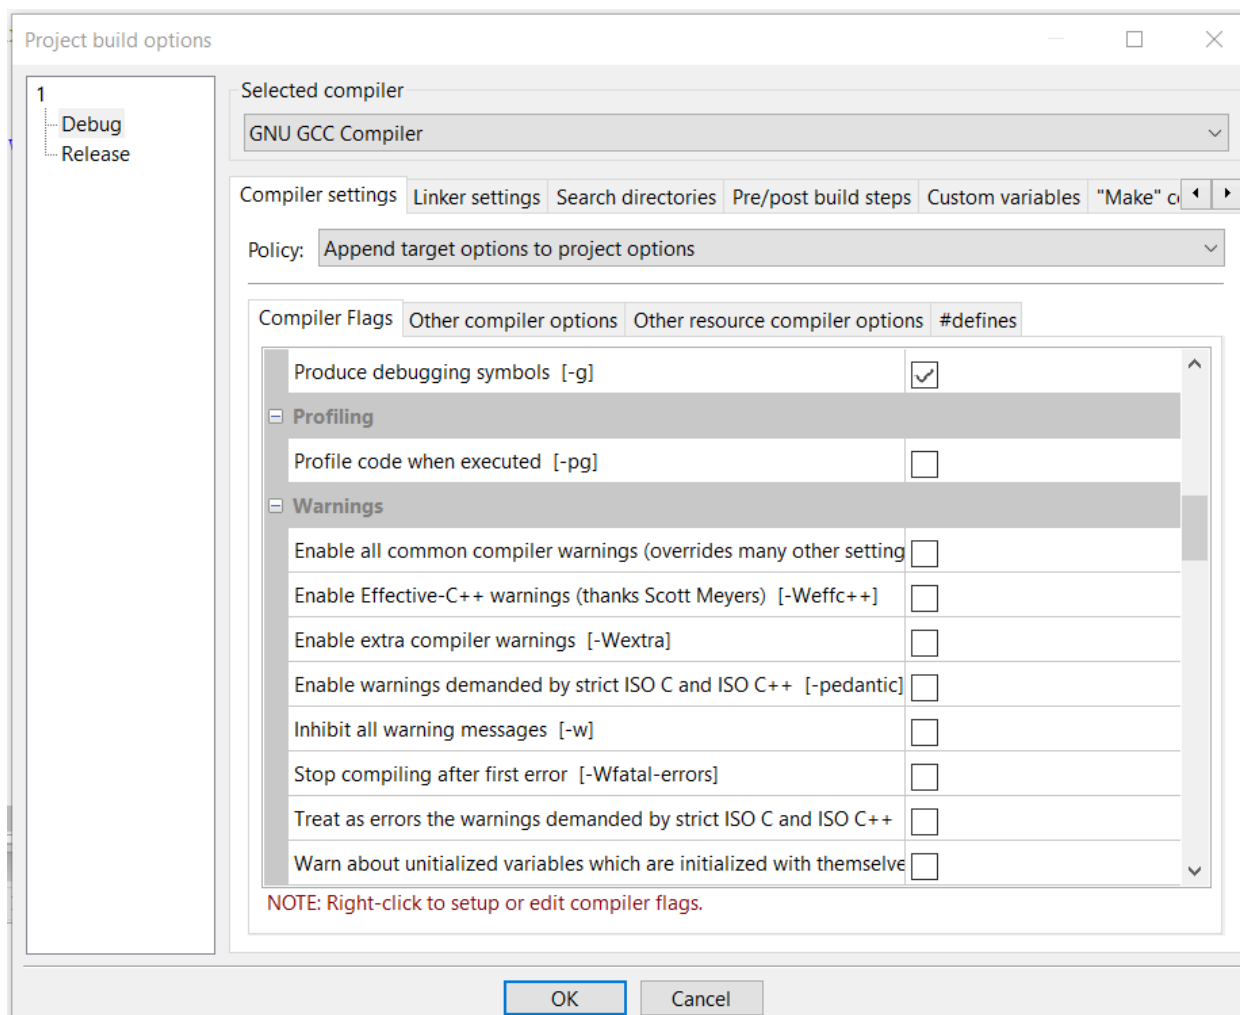 Project build options
1
Debug
Release
Selected compiler
GNU GCC Compiler
Compiler settings Linker settings Search directories Pre/post build steps Custom variables "Make"
Policy: Append target options to project options
Compiler Flags Other compiler options Other resource compiler options #defines
Produce debugging symbols [-g]
Profiling
Profile code when executed [-pg]
Warnings
Enable all common compiler warnings (overrides many other setting
Enable Effective-C++ warnings (thanks Scott Meyers) [-Weffc++]
Enable extra compiler warnings [-Wextra]
Enable warnings demanded by strict ISO C and ISO C++ [-pedantic]
Inhibit all warning messages [-w]
Stop compiling after first error [-Wfatal-errors]
Treat as errors the warnings demanded by strict ISO C and ISO C++
Warn about unitialized variables which are initialized with themselve
NOTE: Right-click to setup or edit compiler flags.
OK Cancel